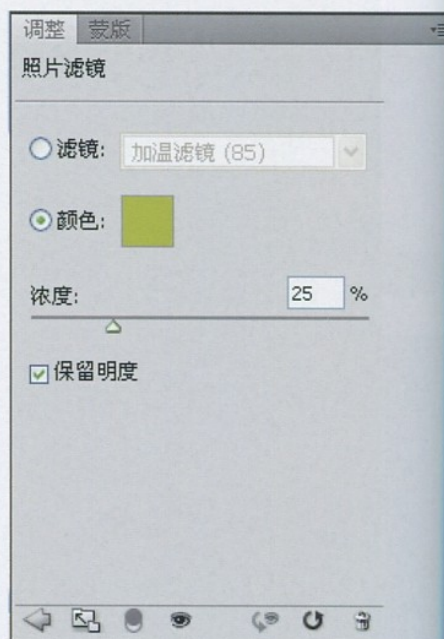 调整 蒙版
照片滤镜
滤镜: 加温滤镜 (85)
颜色:
浓度: 25 %
保留明度